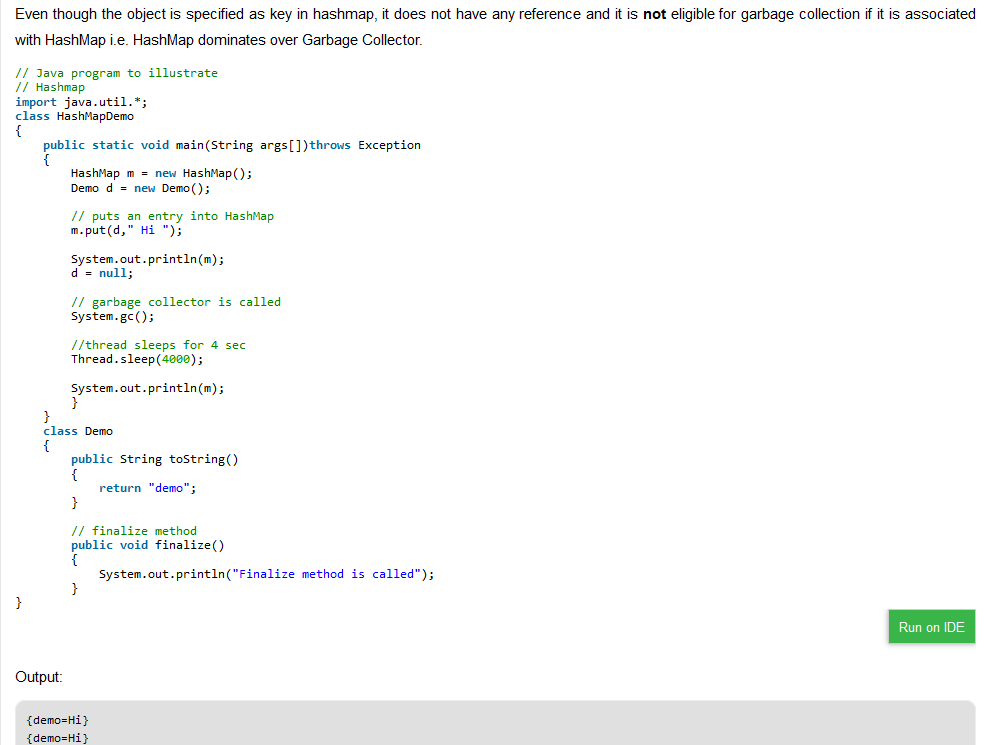 Even though the object is specified as key in hashmap, it does not have any reference and it is not eligible for garbage collection if it is associated
with HashMap i.e. HashMap dominates over Garbage Collector.
// Java program to illustrate
// Hashmap
import java.util.*;
class HashMapDemo
{
    public static void main(String args[])throws Exception
    {
        HashMap m = new HashMap();
        Demo d = new Demo();

        // puts an entry into HashMap
        m.put(d," Hi ");

        System.out.println(m);
        d = null;

        // garbage collector is called
        System.gc();

        //thread sleeps for 4 sec
        Thread.sleep(4000);

        System.out.println(m);
        }
    }
    class Demo
    {
        public String toString()
        {
            return "demo";
        }

        // finalize method
        public void finalize()
        {
            System.out.println("Finalize method is called");
        }
}
Run on IDE
Output:
{demo=Hi}
{demo=Hi}